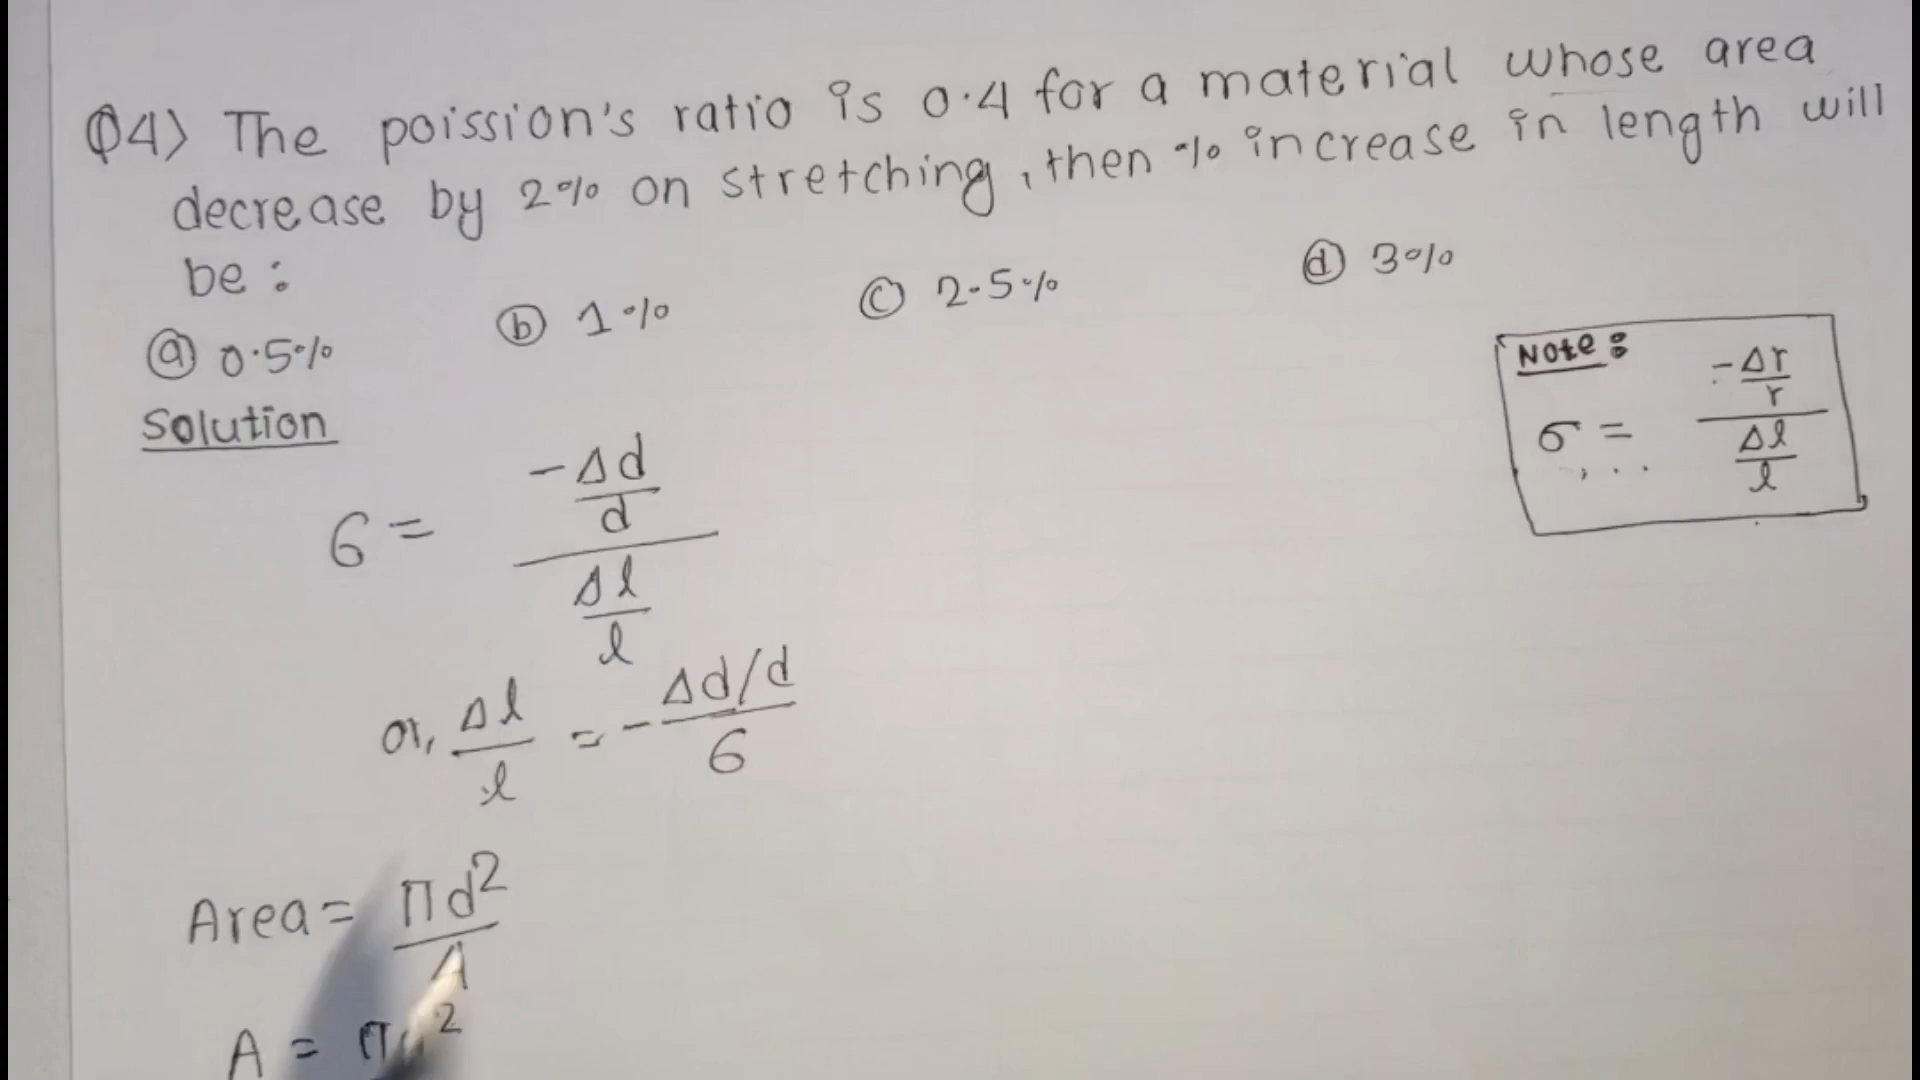 Q4) The poission's ratio is 0.4 for a material whose area
decrease by 2% on stretching, then % increase in length will
be :
(a) 0.5%
(b) 1%
(c) 2.5%
(d) 3%
Note :
σ = (-Δr/r)/(Δl/l)
Solution
σ = (-Δd/d)/(Δl/l)
or, Δl/l = -(Δd/d)/σ
Area = πd²/4
A =